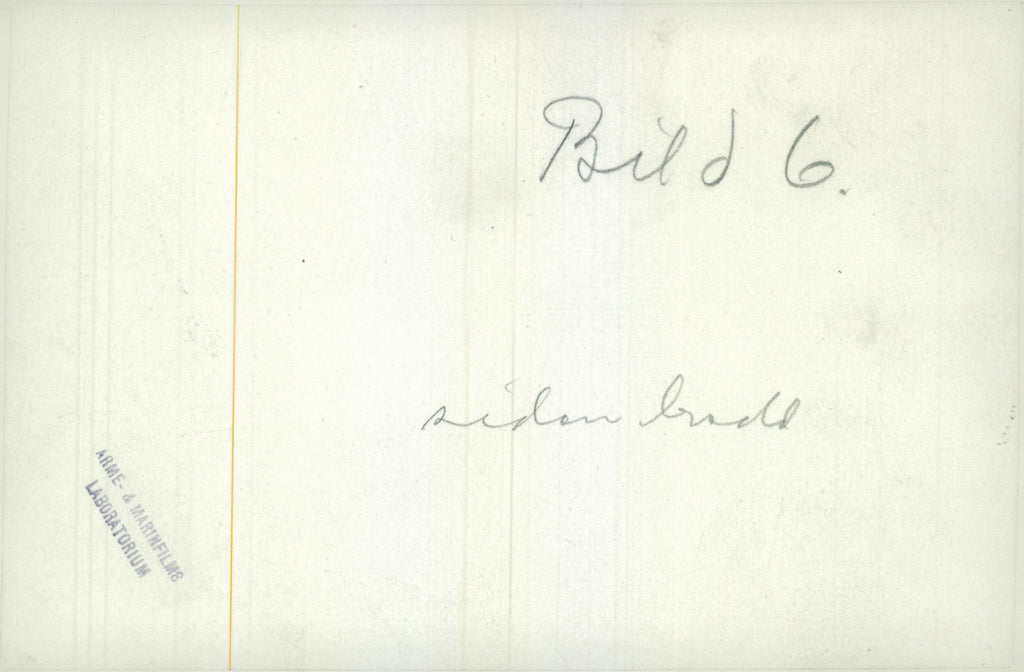 Bild 6.
sidan bredd
ARMÉ- & MARINFILMS
LABORATORIUM